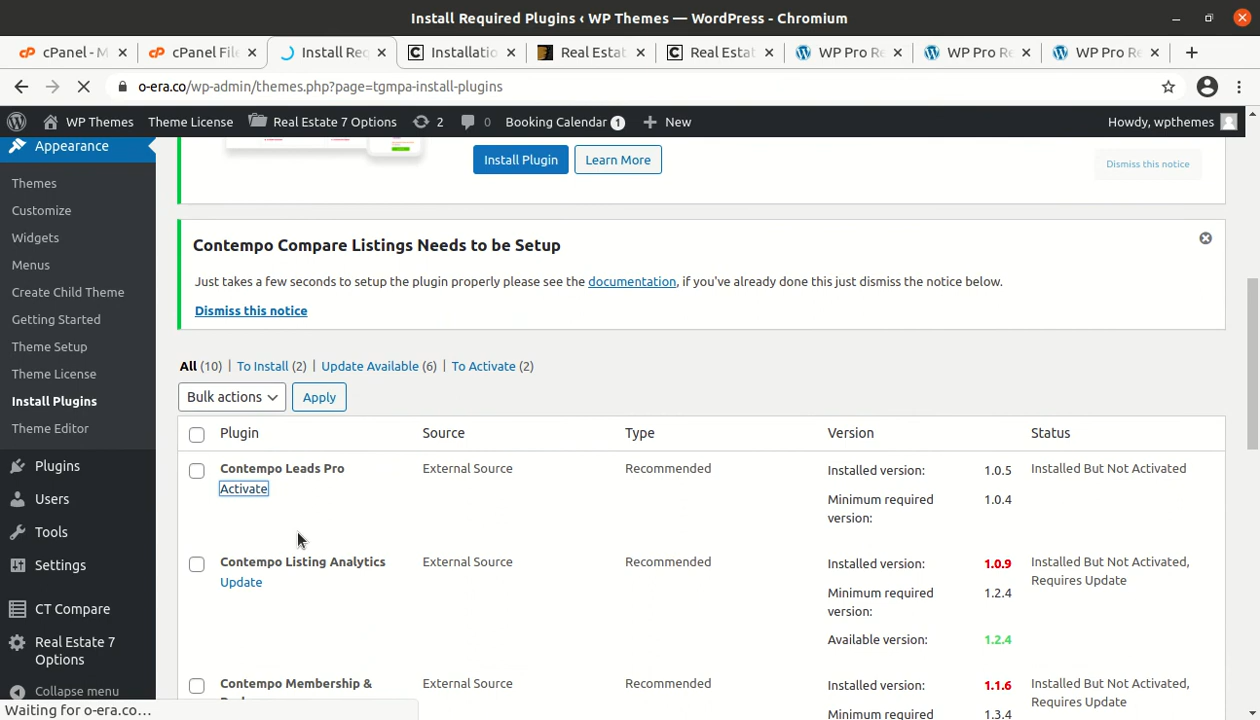 Install Required Plugins ‹ WP Themes — WordPress - Chromium
cPanel - M
cPanel File
Install Req
Installatio
Real Estat
Real Estat
WP Pro Re
WP Pro Re
WP Pro Re
o-era.co/wp-admin/themes.php?page=tgmpa-install-plugins
WP Themes
Theme License
Real Estate 7 Options
2
0
Booking Calendar 1
New
Howdy, wpthemes
Appearance
Themes
Customize
Widgets
Menus
Create Child Theme
Getting Started
Theme Setup
Theme License
Install Plugins
Theme Editor
Plugins
Users
Tools
Settings
CT Compare
Real Estate 7
Options
Collapse menu
Install Plugin
Learn More
Dismiss this notice
Contempo Compare Listings Needs to be Setup
Just takes a few seconds to setup the plugin properly please see the documentation, if you've already done this just dismiss the notice below.
Dismiss this notice
All (10) | To Install (2) | Update Available (6) | To Activate (2)
Bulk actions
Apply
Plugin Source Type Version Status
Contempo Leads Pro External Source Recommended Installed version: 1.0.5 Installed But Not Activated
Activate
Minimum required 1.0.4
version:
Contempo Listing Analytics External Source Recommended Installed version: 1.0.9 Installed But Not Activated,
Update Requires Update
Minimum required 1.2.4
version:
Available version: 1.2.4
Contempo Membership & External Source Recommended Installed version: 1.1.6 Installed But Not Activated,
Requires Update
Minimum required 1.3.4
Waiting for o-era.co...